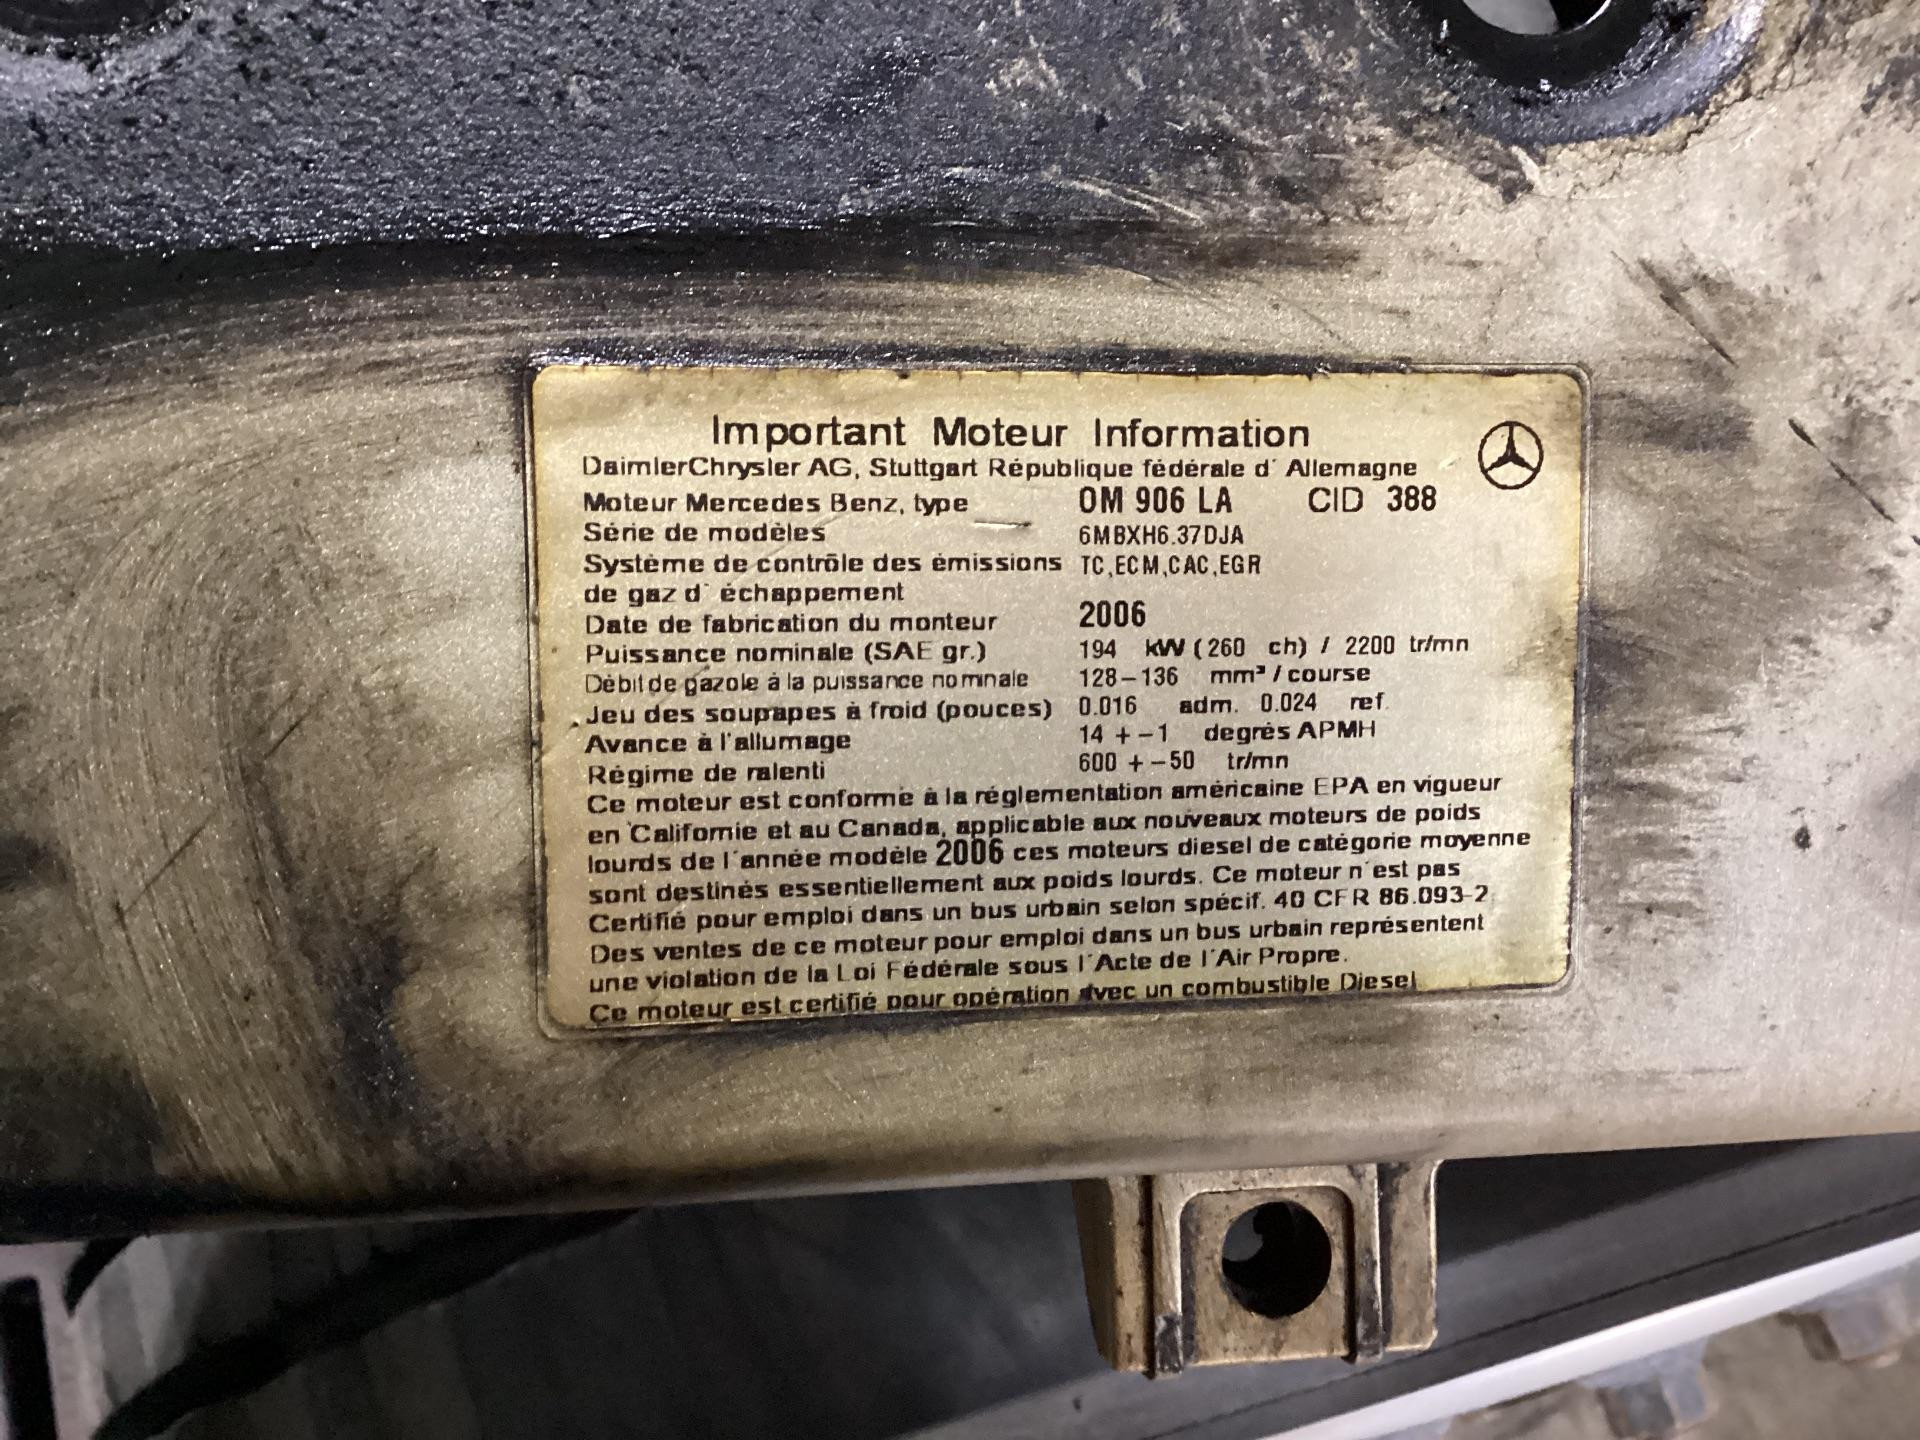 Important Moteur Information
DaimlerChrysler AG, Stuttgart République fédérale d´ Allemagne
Moteur Mercedes Benz, type OM 906 LA CID 388
Série de modèles 6MBXH6.37DJA
Système de contrôle des émissions TC,ECM,CAC,EGR
de gaz d´ échappement
Date de fabrication du monteur 2006
Puissance nominale (SAE gr.) 194 kW (260 ch) / 2200 tr/mn
Débit de gazole à la puissance nominale 128-136 mm³ / course
Jeu des soupapes à froid (pouces) 0.016 adm. 0.024 ref.
Avance à l´allumage 14 +-1 degrès APMH
Régime de ralenti 600 +-50 tr/mn
Ce moteur est conforme à la réglementation américaine EPA en vigueur
en Californie et au Canada, applicable aux nouveaux moteurs de poids
lourds de l´année modèle 2006 ces moteurs diesel de catégorie moyenne
sont destinés essentiellement aux poids lourds. Ce moteur n´est pas
Certifié pour emploi dans un bus urbain selon spécif. 40 CFR 86.093-2
Des ventes de ce moteur pour emploi dans un bus urbain représentent
une violation de la Loi Fédérale sous l´Acte de l´Air Propre.
Ce moteur est certifié pour opération avec un combustible Diesel